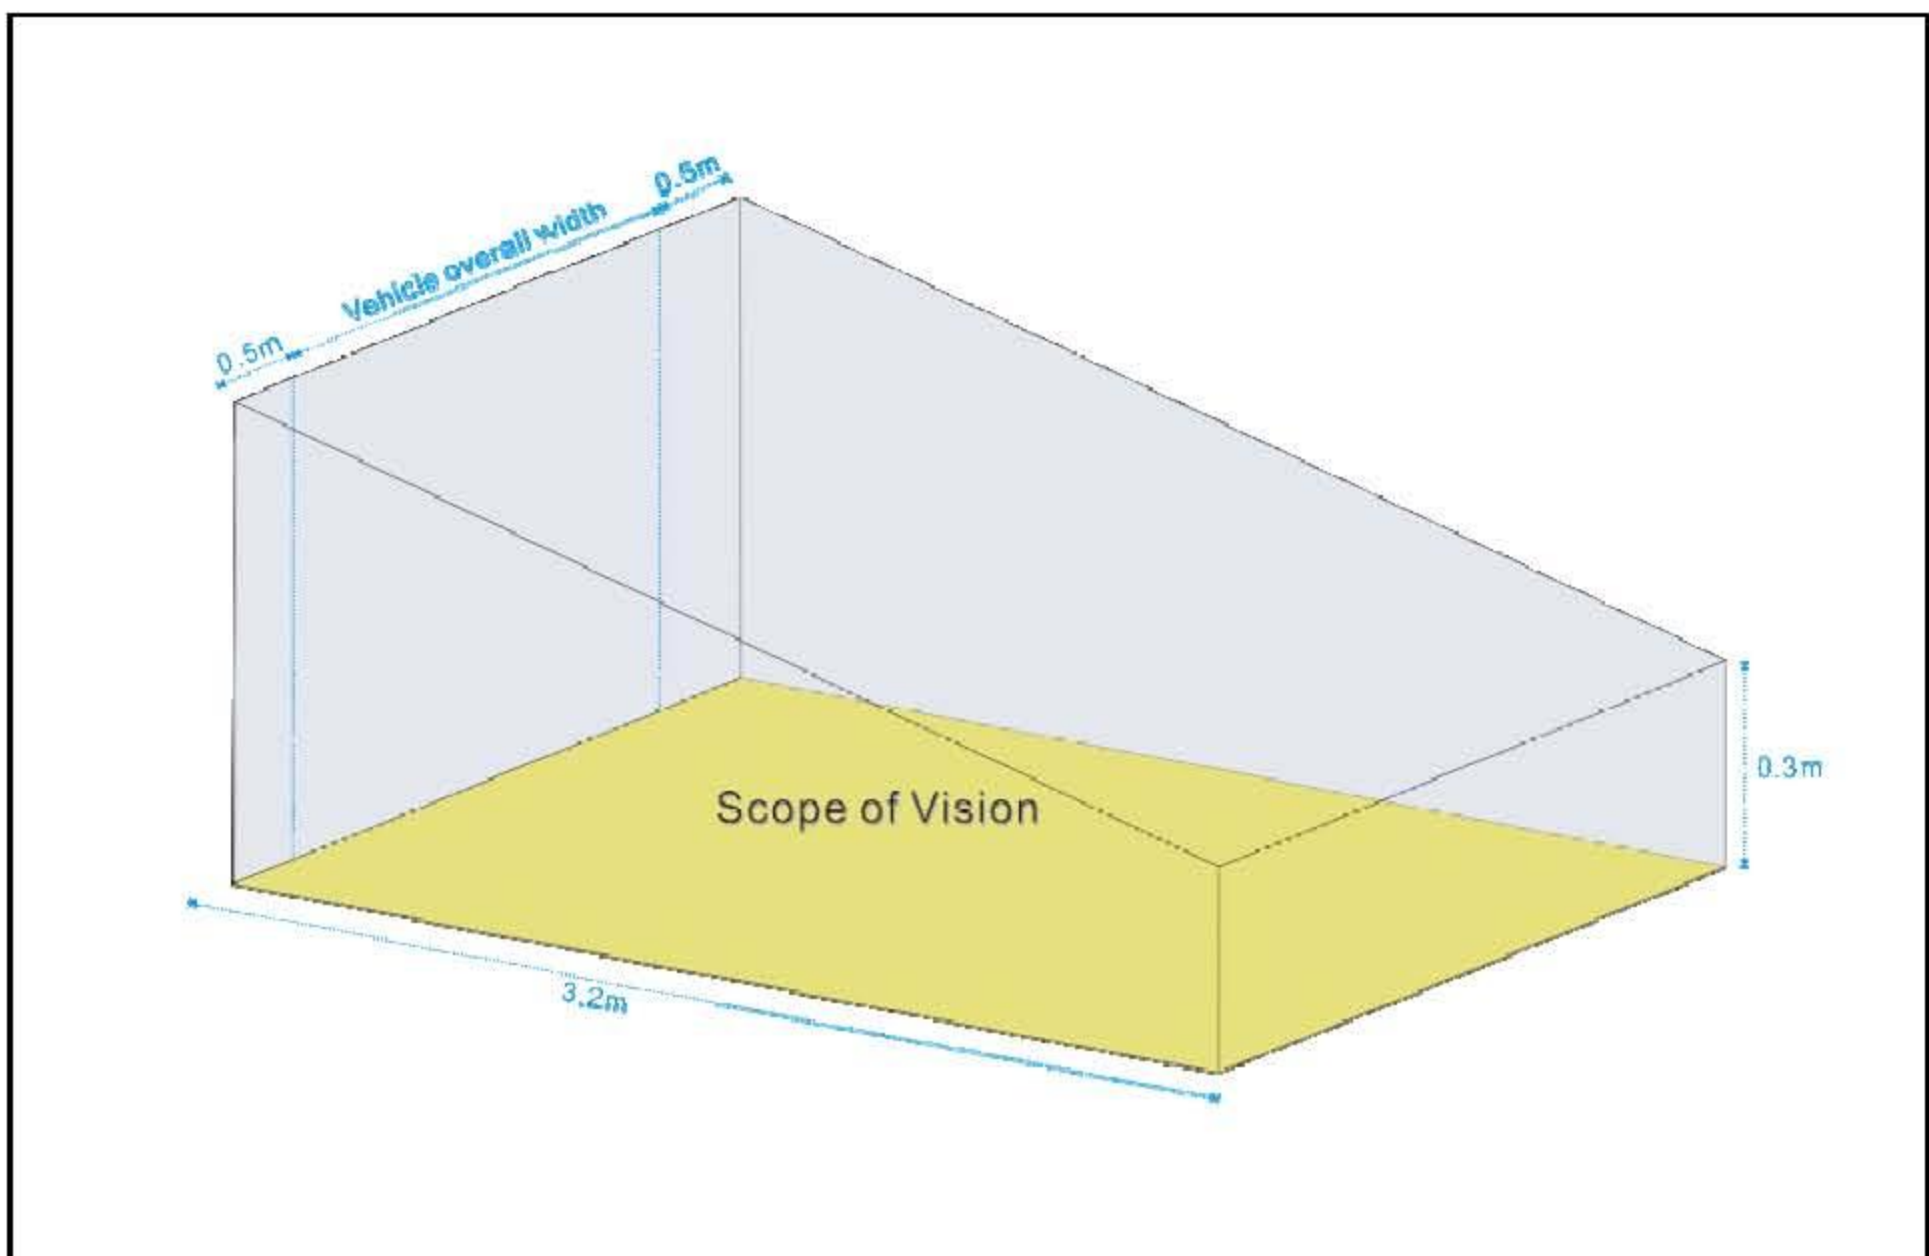 0.5m
Vehicle overall width
0.5m
0.3m
Scope of Vision
3.2m